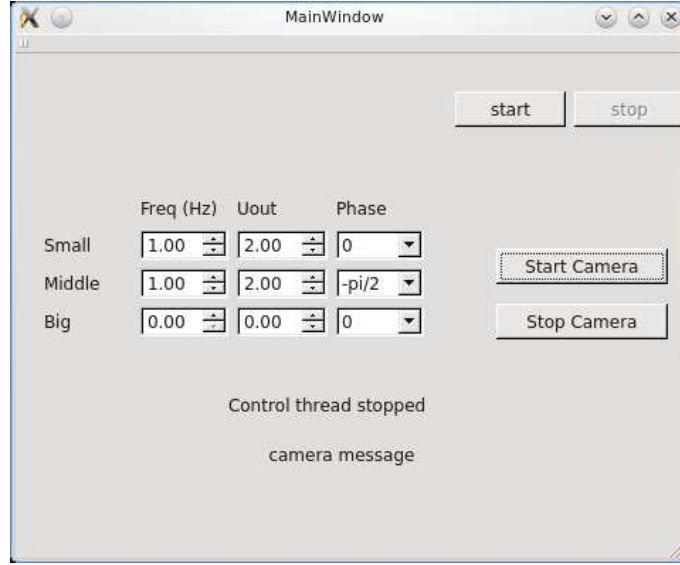 MainWindow
start stop
Freq (Hz) Uout Phase
Small 1.00 2.00 0
Start Camera
Middle 1.00 2.00 -pi/2
Big 0.00 0.00 0 Stop Camera
Control thread stopped
camera message